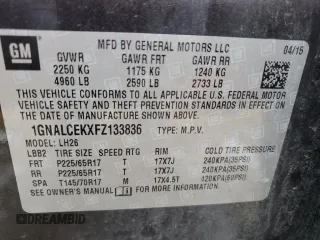 GM
MFD BY GENERAL MOTORS LLC
04/15
GVWR GAWR FRT GAWR RR
2250 KG 1175 KG 1240 KG
4960 LB 2590 LB 2733 LB
THIS VEHICLE CONFORMS TO ALL APPLICABLE U.S.
FEDERAL MOTOR VEHICLE SAFETY, BUMPER, AND
THEFT PREVENTION STANDARDS IN EFFECT ON
THE DATE OF MANUFACTURE SHOWN ABOVE.
1GNALCEKXFZ133836 TYPE: M.P.V.
MODEL: LH26
LBB2 TIRE SIZE SPEED RTG RIM COLD TIRE PRESSURE
FRT P225/65R17 T 17X7J 240KPA(35PSI)
RR P225/65R17 T 17X7J 240KPA(35PSI)
SPA T145/70R17 M 17X4.5T 420KPA(60PSI)
DREAMBID